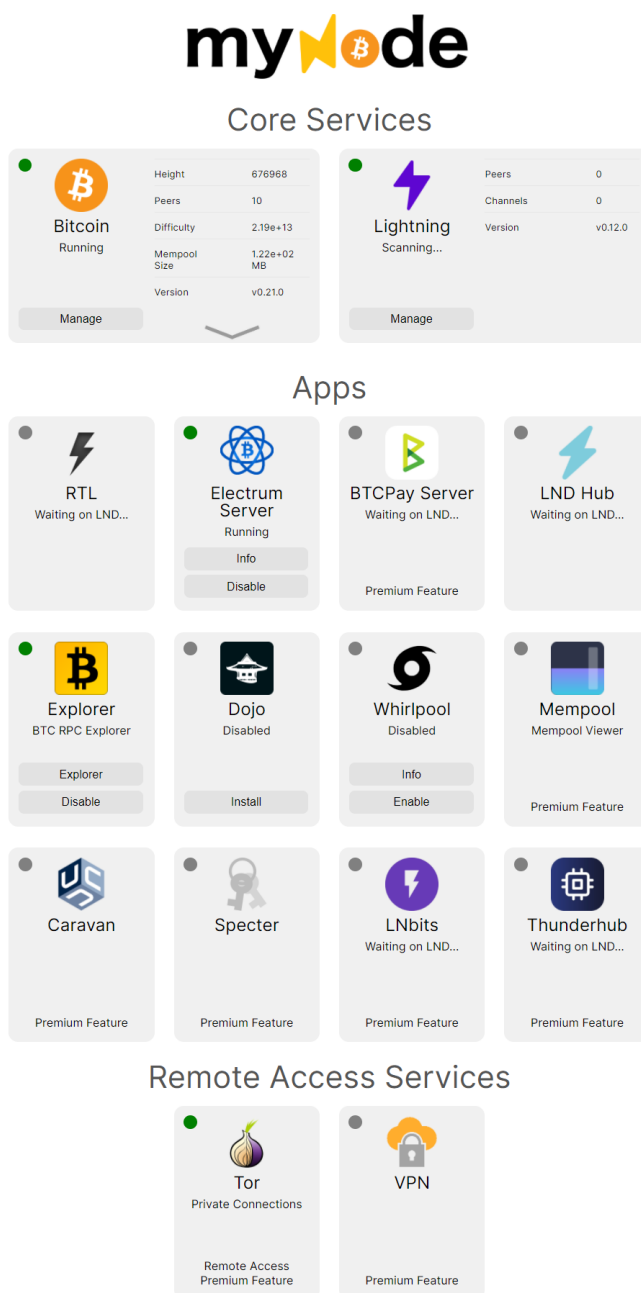 myNode
Core Services
Bitcoin
Running
Height 676968
Peers 10
Difficulty 2.19e+13
Mempool Size 1.22e+02 MB
Version v0.21.0
Manage
Lightning
Scanning...
Peers 0
Channels 0
Version v0.12.0
Manage
Apps
RTL
Waiting on LND...
Electrum
Server
Running
Info
Disable
BTCPay Server
Waiting on LND...
Premium Feature
LND Hub
Waiting on LND...
Explorer
BTC RPC Explorer
Explorer
Disable
Dojo
Disabled
Install
Whirlpool
Disabled
Info
Enable
Mempool
Mempool Viewer
Premium Feature
Caravan
Premium Feature
Specter
Premium Feature
LNbits
Waiting on LND...
Premium Feature
Thunderhub
Waiting on LND...
Premium Feature
Remote Access Services
Tor
Private Connections
Remote Access
Premium Feature
VPN
Premium Feature